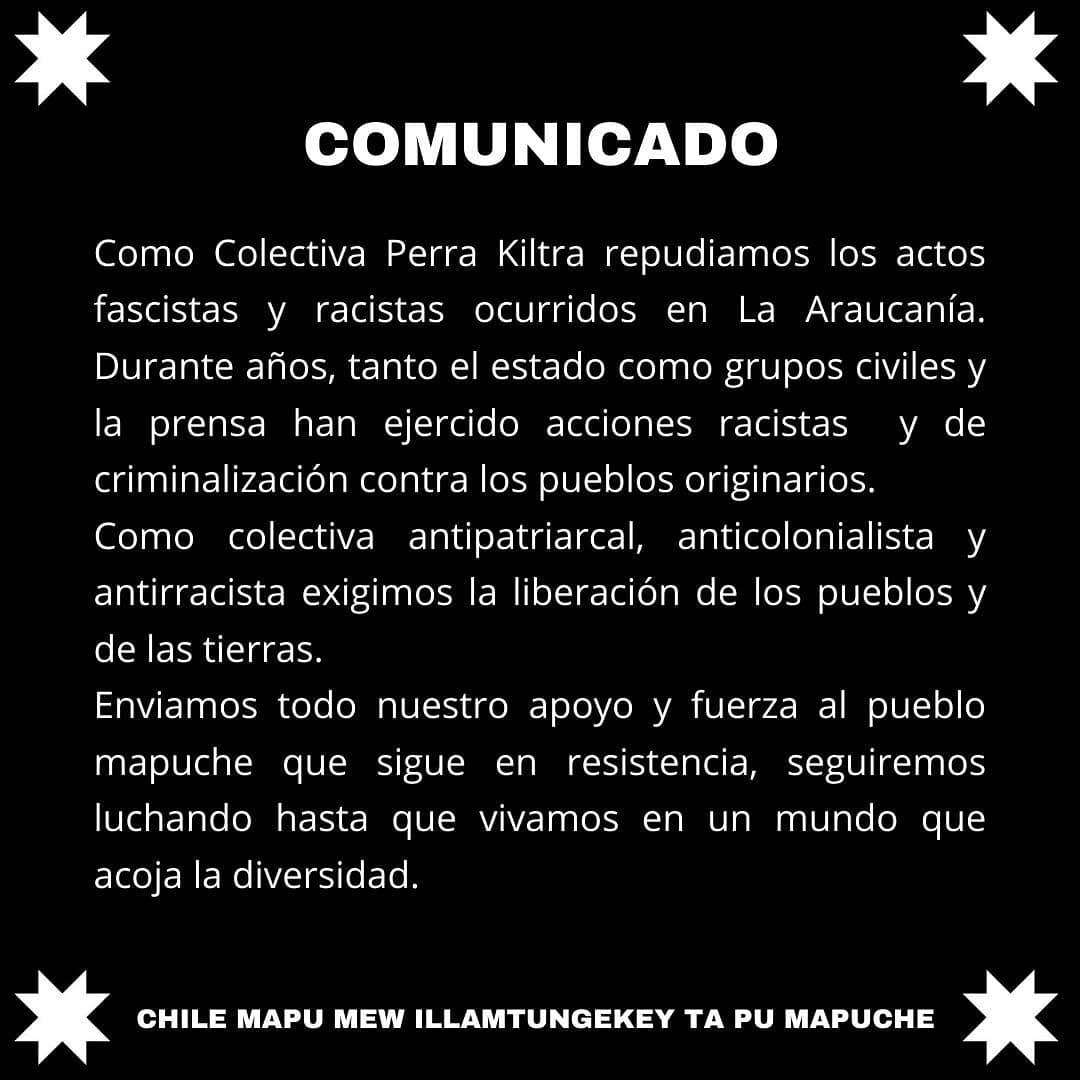 COMUNICADO
Como Colectiva Perra Kiltra repudiamos los actos
fascistas y racistas ocurridos en La Araucanía.
Durante años, tanto el estado como grupos civiles y
la prensa han ejercido acciones racistas y de
criminalización contra los pueblos originarios.
Como colectiva antipatriarcal, anticolonialista y
antirracista exigimos la liberación de los pueblos y
de las tierras.
Enviamos todo nuestro apoyo y fuerza al pueblo
mapuche que sigue en resistencia, seguiremos
luchando hasta que vivamos en un mundo que
acoja la diversidad.
CHILE MAPU MEW ILLAMTUNGEKEY TA PU MAPUCHE